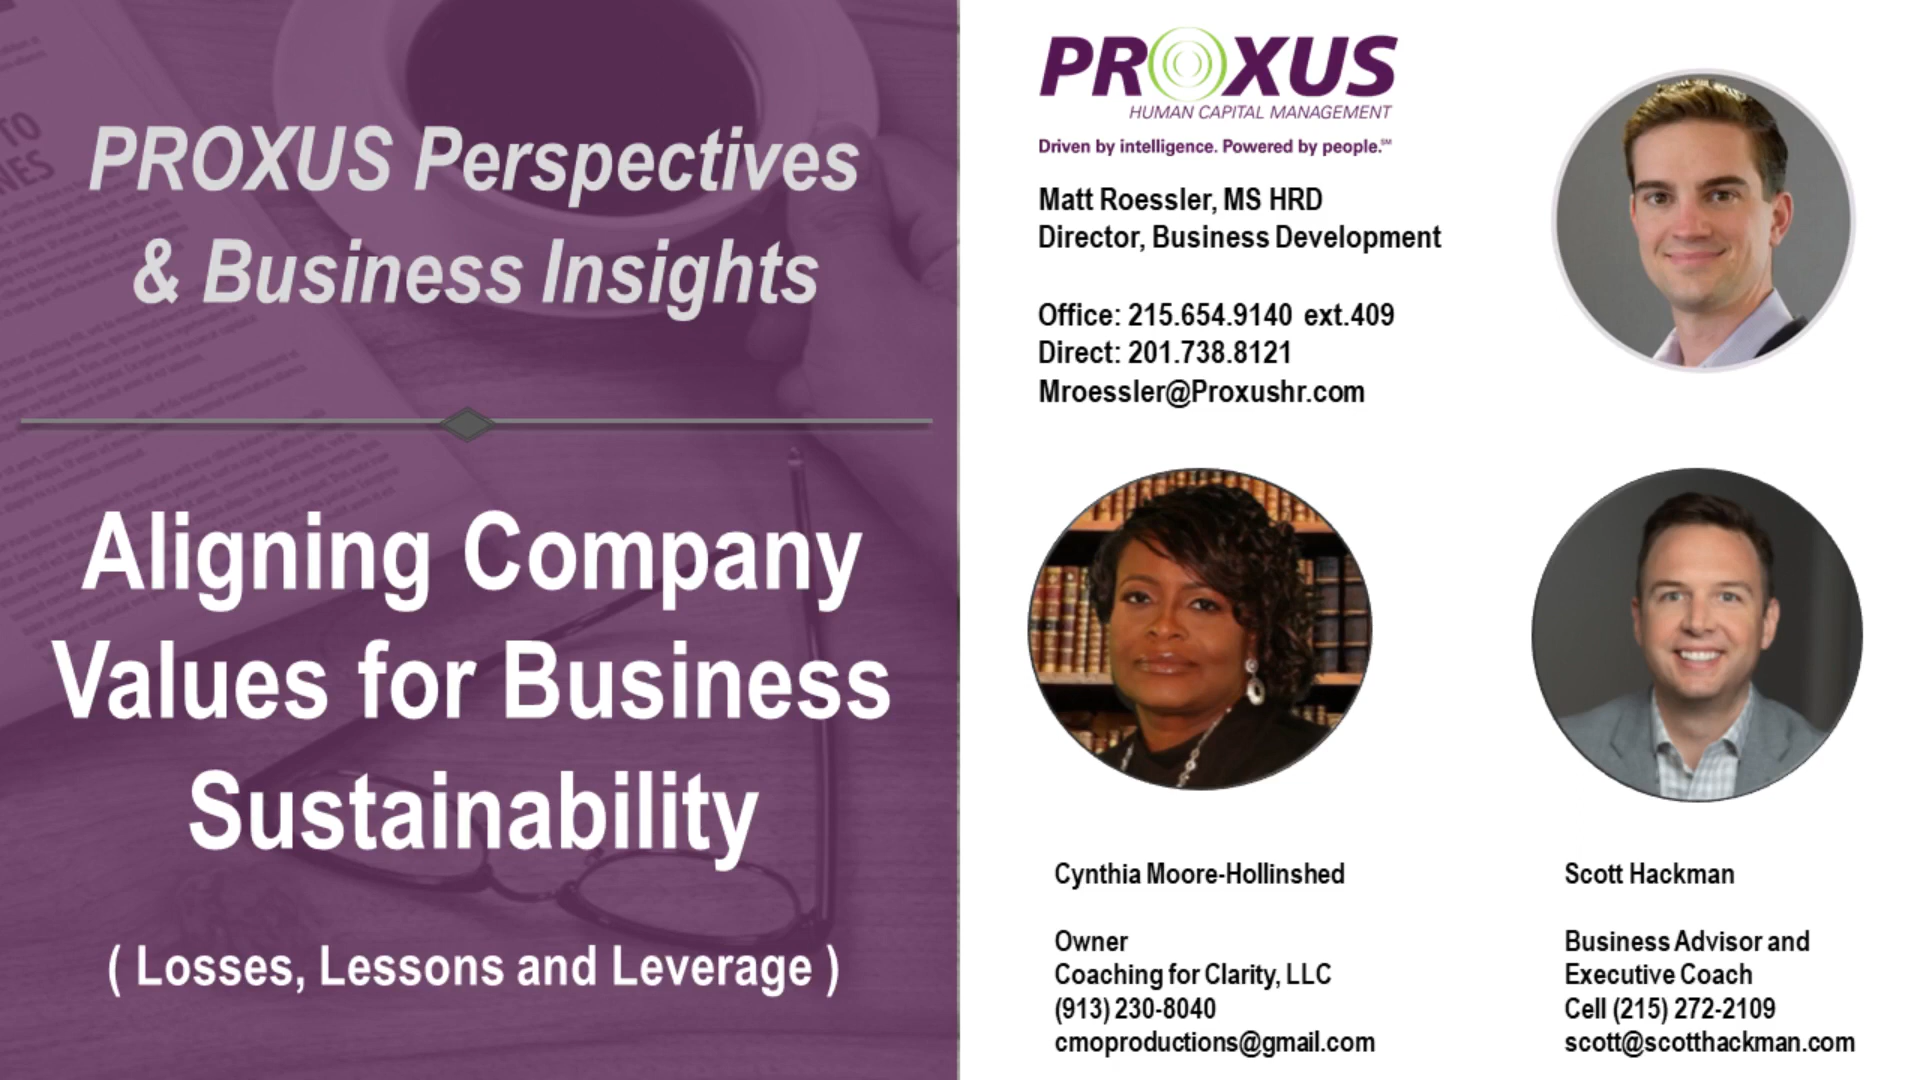 TO
NES
PROXUS Perspectives
& Business Insights
Aligning Company
Values for Business
Sustainability
( Losses, Lessons and Leverage )
PROXUS
HUMAN CAPITAL MANAGEMENT
Driven by intelligence. Powered by people.℠
Matt Roessler, MS HRD
Director, Business Development
Office: 215.654.9140 ext.409
Direct: 201.738.8121
Mroessler@Proxushr.com
Cynthia Moore-Hollinshed
Owner
Coaching for Clarity, LLC
(913) 230-8040
cmoproductions@gmail.com
Scott Hackman
Business Advisor and
Executive Coach
Cell (215) 272-2109
scott@scotthackman.com